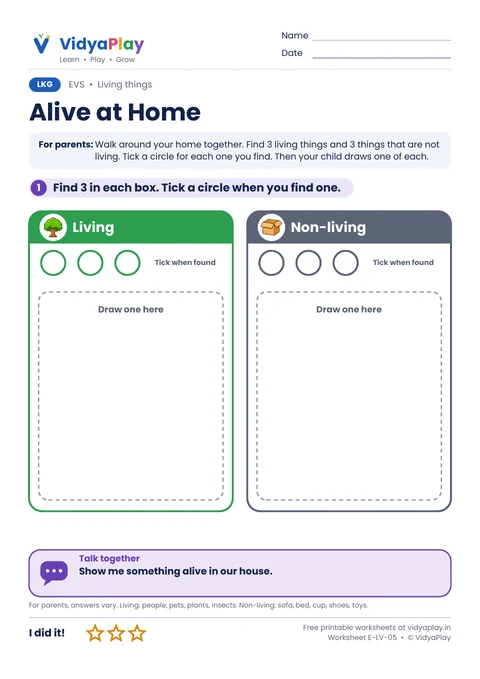 VidyaPlay
Learn • Play • Grow
Name
Date
LKG EVS • Living things
Alive at Home
For parents: Walk around your home together. Find 3 living things and 3 things that are not
living. Tick a circle for each one you find. Then your child draws one of each.
1 Find 3 in each box. Tick a circle when you find one.
Living
Tick when found
Draw one here
Non-living
Tick when found
Draw one here
Talk together
Show me something alive in our house.
For parents, answers vary. Living: people, pets, plants, insects. Non-living: sofa, bed, cup, shoes, toys.
I did it!
Free printable worksheets at vidyaplay.in
Worksheet E-LV-05 • © VidyaPlay